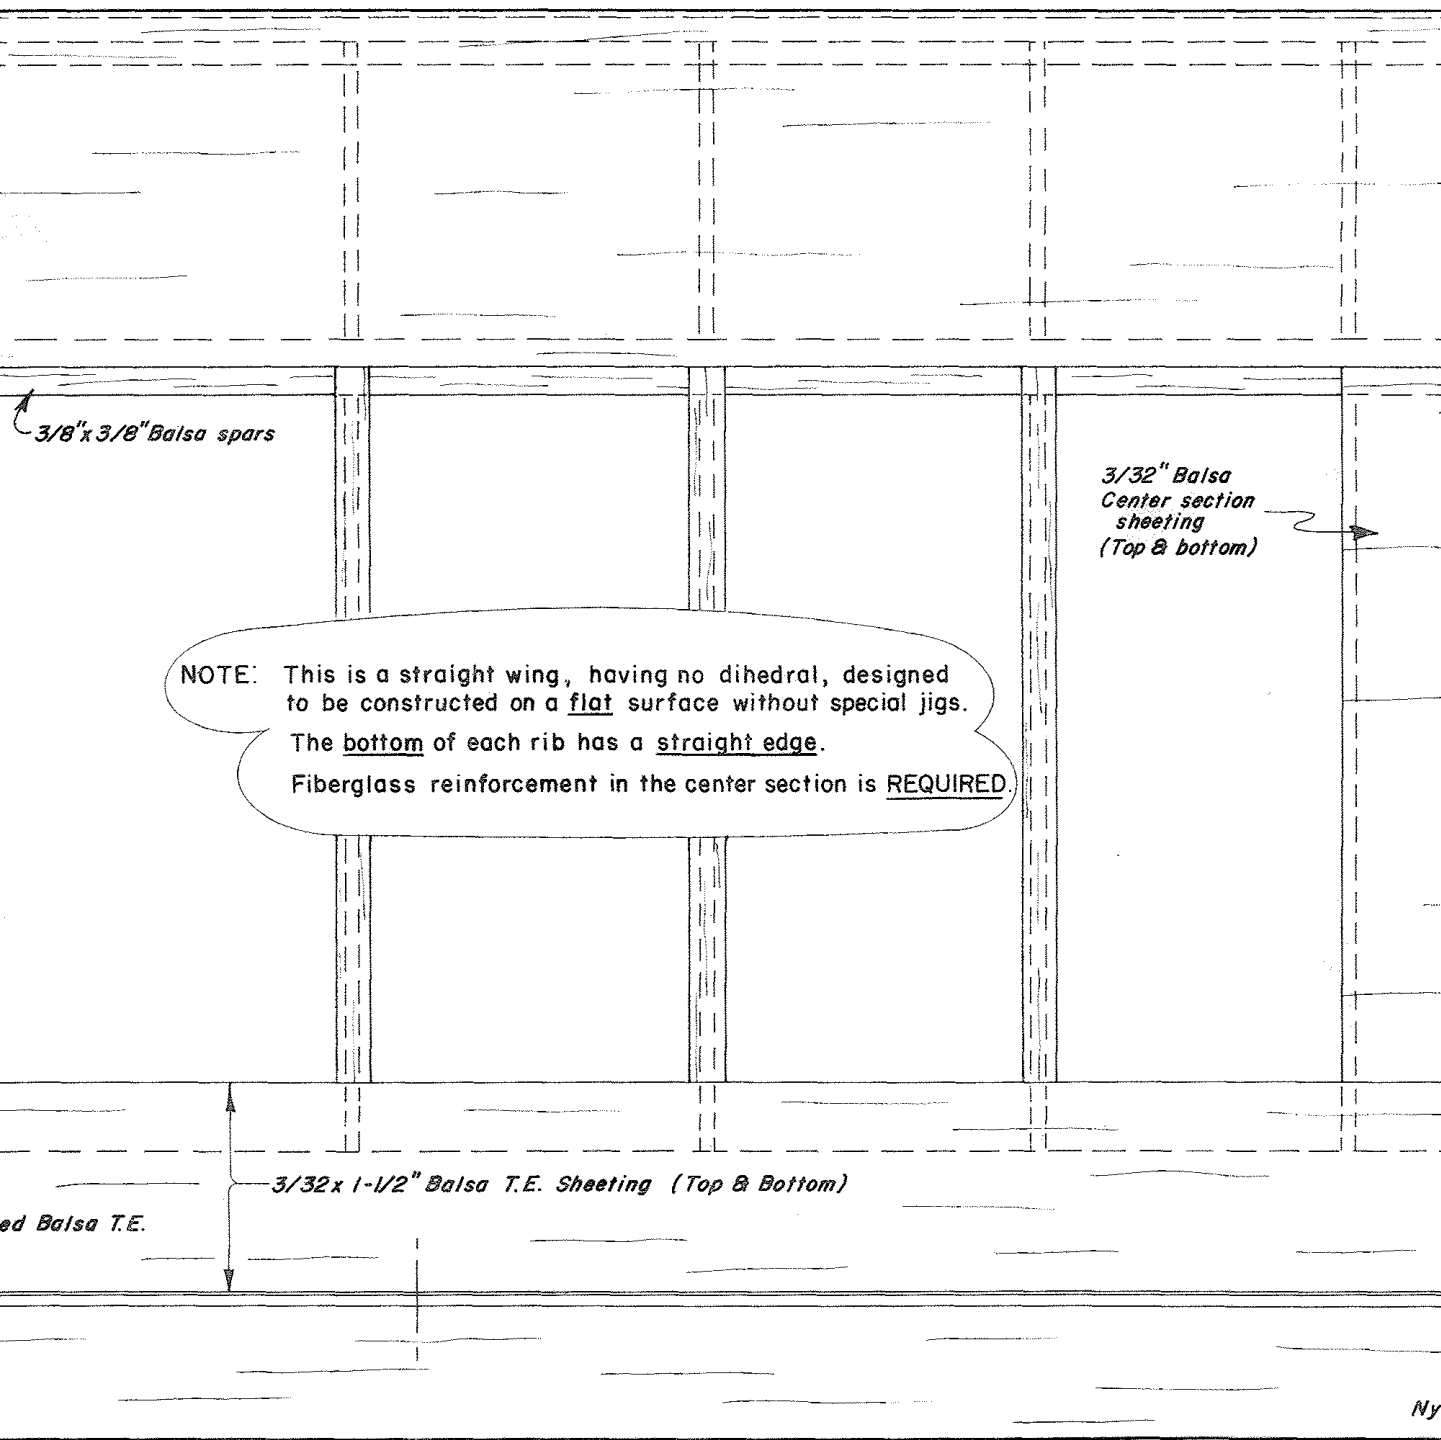 3/8"x 3/8" Balsa spars
3/32" Balsa
Center section
sheeting
(Top & bottom)
NOTE: This is a straight wing, having no dihedral, designed
to be constructed on a flat surface without special jigs.
The bottom of each rib has a straight edge.
Fiberglass reinforcement in the center section is REQUIRED.
3/32 x 1-1/2" Balsa T.E. Sheeting (Top & Bottom)
ed Balsa T.E.
Ny